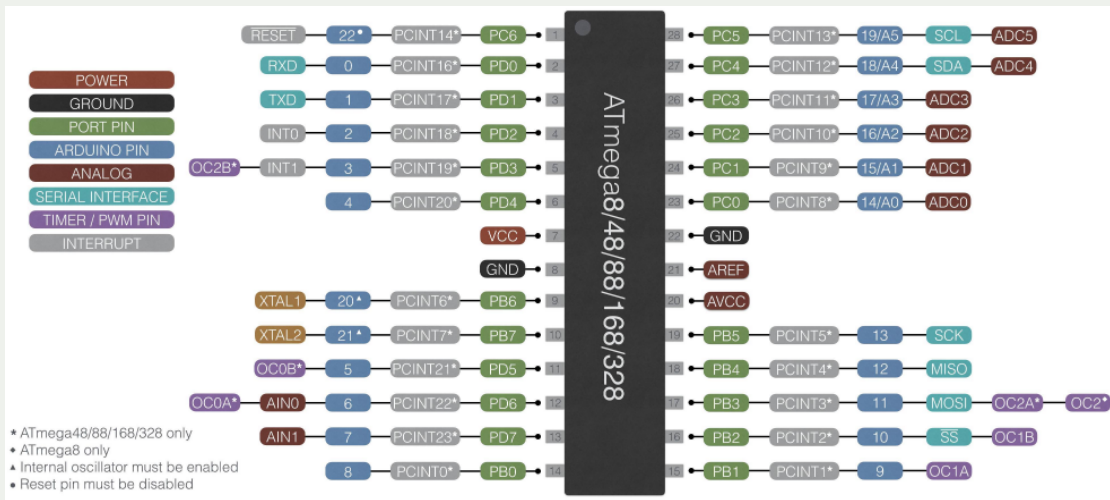 RESET 22● PCINT14* PC6 1
RXD 0 PCINT16* PD0 2
TXD 1 PCINT17* PD1 3
INT0 2 PCINT18* PD2 4
OC2B* INT1 3 PCINT19* PD3 5
4 PCINT20* PD4 6
VCC 7
GND 8
XTAL1 20▲ PCINT6* PB6 9
XTAL2 21▲ PCINT7* PB7 10
OC0B* 5 PCINT21* PD5 11
OC0A* AIN0 6 PCINT22* PD6 12
AIN1 7 PCINT23* PD7 13
8 PCINT0* PB0 14
POWER
GROUND
PORT PIN
ARDUINO PIN
ANALOG
SERIAL INTERFACE
TIMER / PWM PIN
INTERRUPT
* ATmega48/88/168/328 only
◆ ATmega8 only
▲ Internal oscillator must be enabled
● Reset pin must be disabled
ATmega8/48/88/168/328
28 PC5 PCINT13* 19/A5 SCL ADC5
27 PC4 PCINT12* 18/A4 SDA ADC4
26 PC3 PCINT11* 17/A3 ADC3
25 PC2 PCINT10* 16/A2 ADC2
24 PC1 PCINT9* 15/A1 ADC1
23 PC0 PCINT8* 14/A0 ADC0
22 GND
21 AREF
20 AVCC
19 PB5 PCINT5* 13 SCK
18 PB4 PCINT4* 12 MISO
17 PB3 PCINT3* 11 MOSI OC2A* OC2◆
16 PB2 PCINT2* 10 SS OC1B
15 PB1 PCINT1* 9 OC1A